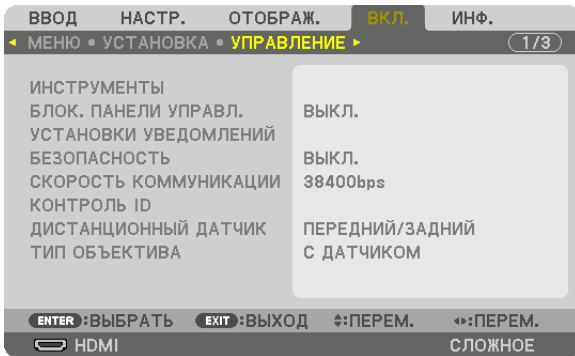 ВВОД НАСТР. ОТОБРАЖ. ВКЛ. ИНФ.
МЕНЮ • УСТАНОВКА • УПРАВЛЕНИЕ 1/3
ИНСТРУМЕНТЫ
БЛОК. ПАНЕЛИ УПРАВЛ. ВЫКЛ.
УСТАНОВКИ УВЕДОМЛЕНИЙ
БЕЗОПАСНОСТЬ ВЫКЛ.
СКОРОСТЬ КОММУНИКАЦИИ 38400bps
КОНТРОЛЬ ID
ДИСТАНЦИОННЫЙ ДАТЧИК ПЕРЕДНИЙ/ЗАДНИЙ
ТИП ОБЪЕКТИВА С ДАТЧИКОМ
ENTER :ВЫБРАТЬ EXIT :ВЫХОД :ПЕРЕМ. :ПЕРЕМ.
HDMI СЛОЖНОЕ